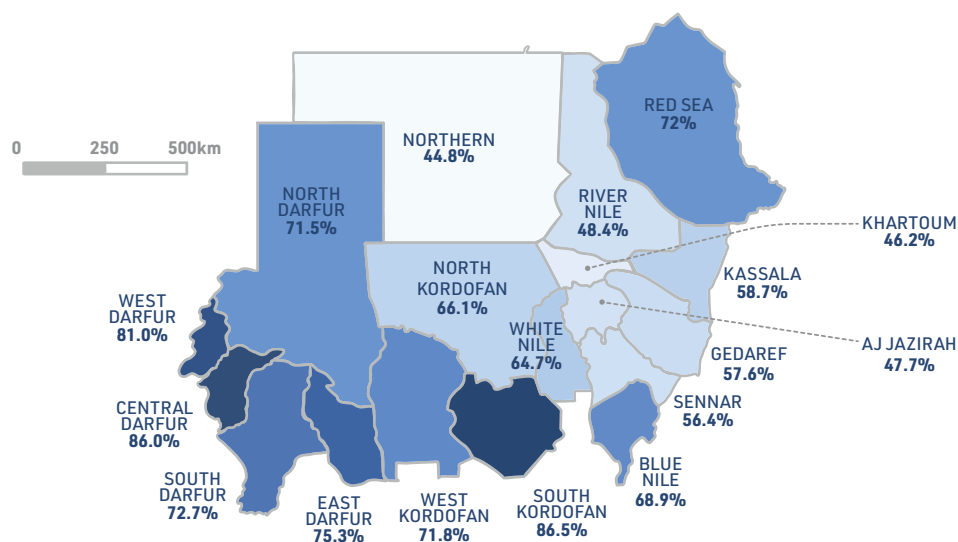 RED SEA
72%
NORTHERN
44.8%
0 250 500km
NORTH
DARFUR
71.5%
RIVER
NILE
48.4%
KHARTOUM
46.2%
NORTH
KORDOFAN
66.1%
KASSALA
58.7%
WEST
DARFUR
81.0%
WHITE
NILE
64.7%
AJ JAZIRAH
47.7%
GEDAREF
57.6%
SENNAR
56.4%
CENTRAL
DARFUR
86.0%
SOUTH
DARFUR
72.7%
EAST
DARFUR
75.3%
WEST
KORDOFAN
71.8%
SOUTH
KORDOFAN
86.5%
BLUE
NILE
68.9%